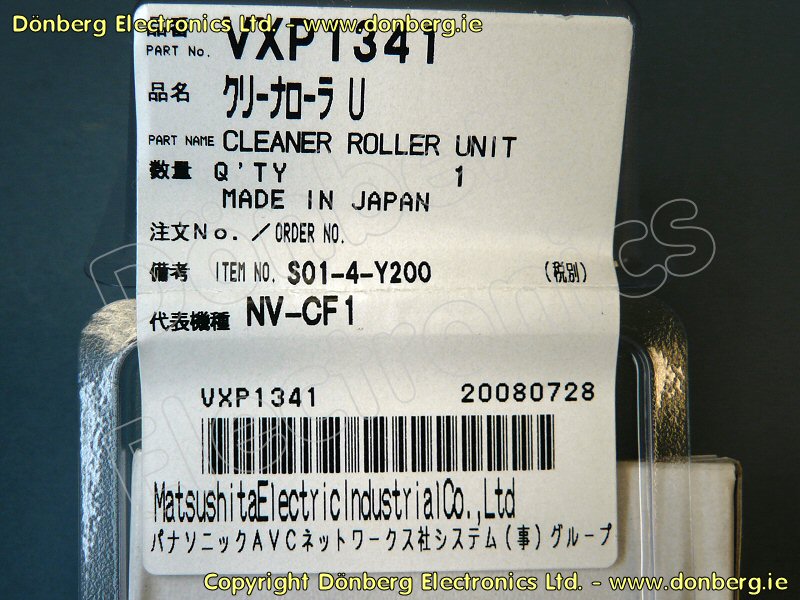 Dönberg Electronics Ltd. - www.donberg.ie
品番
PART No. VXP1341
品名 クリーナローラ U
PART NAME CLEANER ROLLER UNIT
数量 Q'TY 1
MADE IN JAPAN
注文No./ORDER NO.
備考 ITEM NO. S01-4-Y200 (税別)
代表機種 NV-CF1
VXP1341 20080728
MatsushitaElectricIndustrialCo.,Ltd
パナソニックAVCネットワークス社システム(事)グループ
Dönberg Electronics
Copyright Dönberg Electronics Ltd. - www.donberg.ie